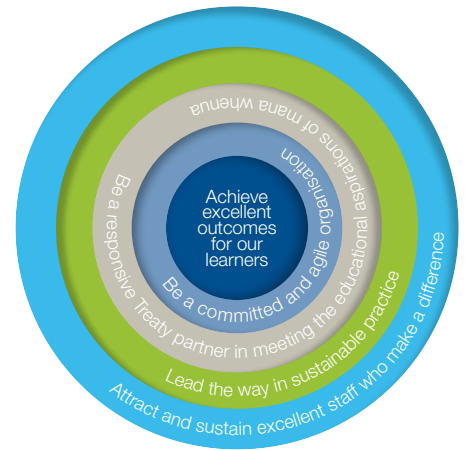 Achieve
excellent
outcomes
for our
learners
Be a committed and agile organisation
Be a responsive Treaty partner in meeting the educational aspirations of mana whenua
Lead the way in sustainable practice
Attract and sustain excellent staff who make a difference